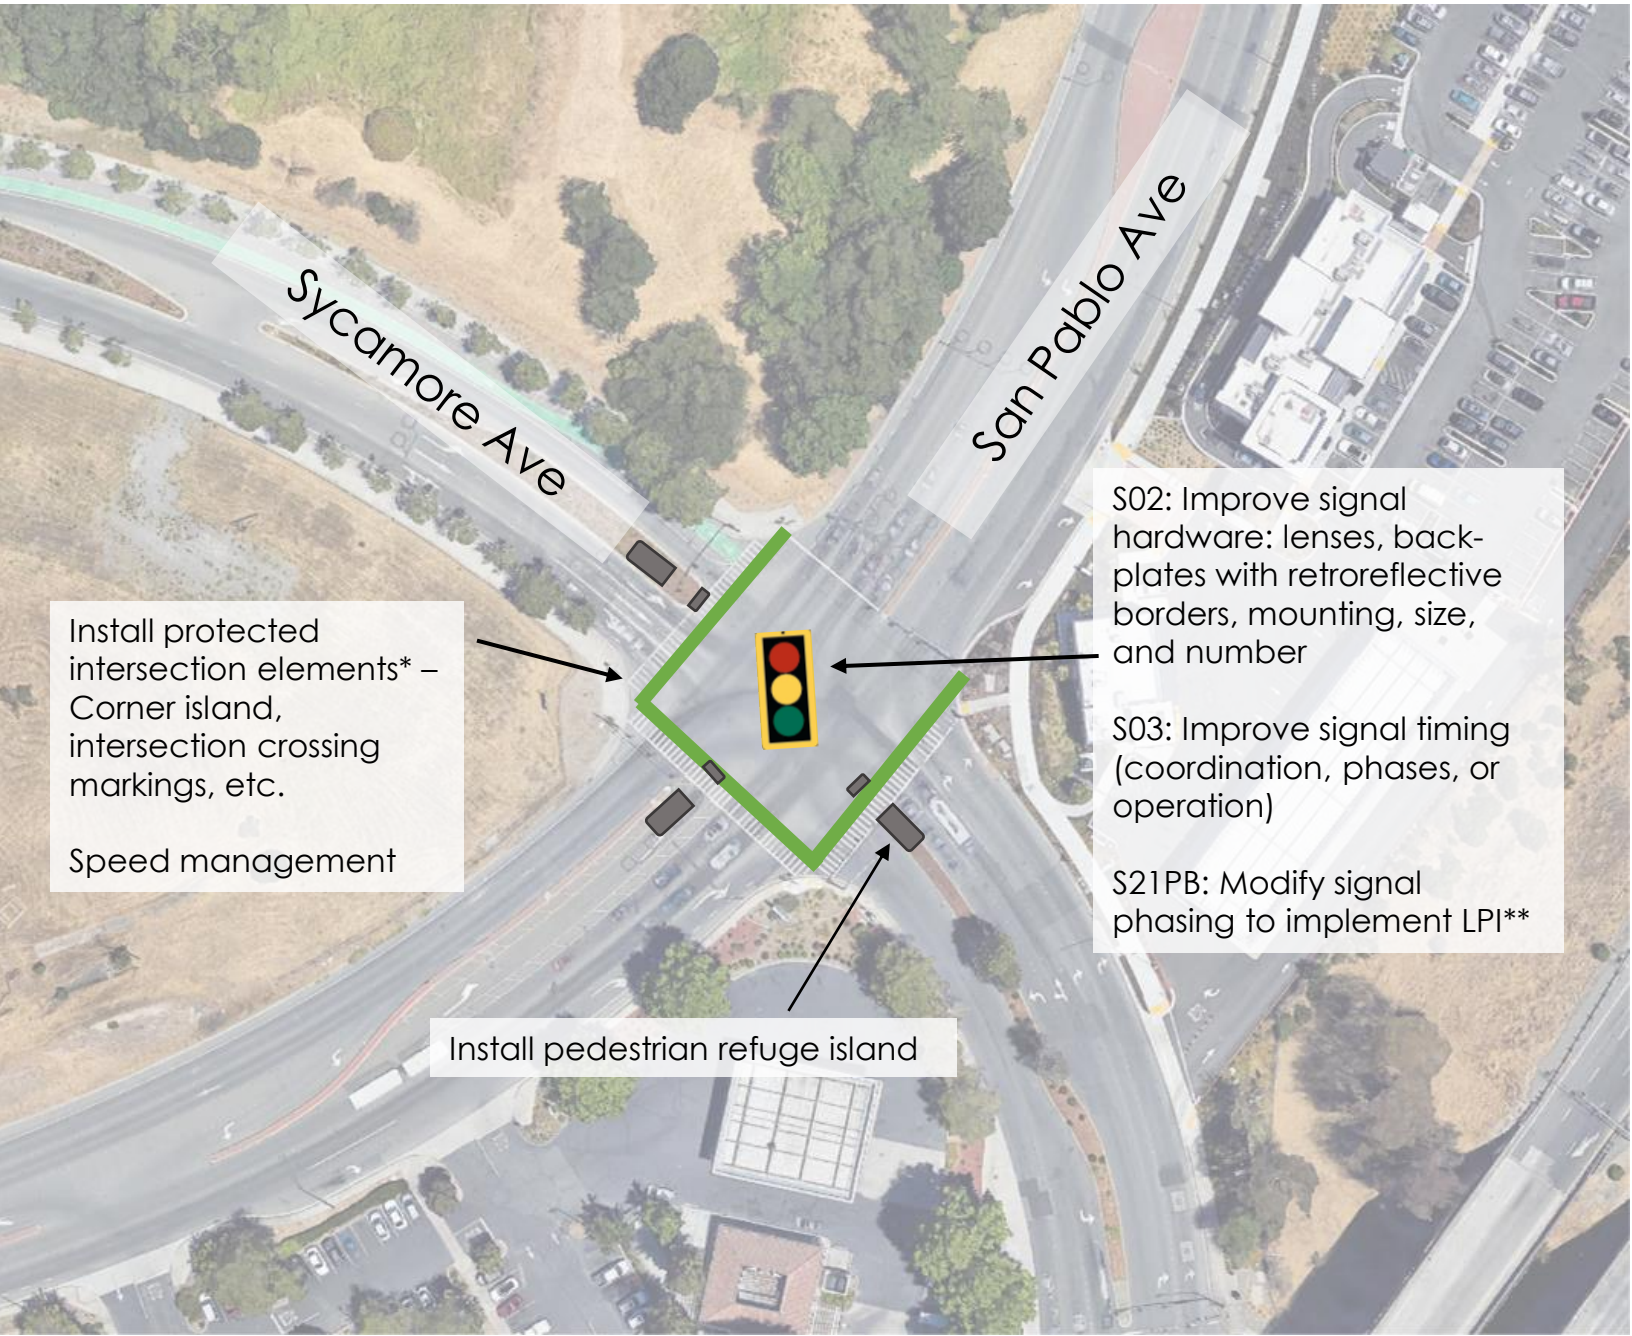 Sycamore Ave
San Pablo Ave
S02: Improve signal
hardware: lenses, back-
plates with retroreflective
borders, mounting, size,
and number
S03: Improve signal timing
(coordination, phases, or
operation)
S21PB: Modify signal
phasing to implement LPI**
Install protected
intersection elements* –
Corner island,
intersection crossing
markings, etc.
Speed management
Install pedestrian refuge island